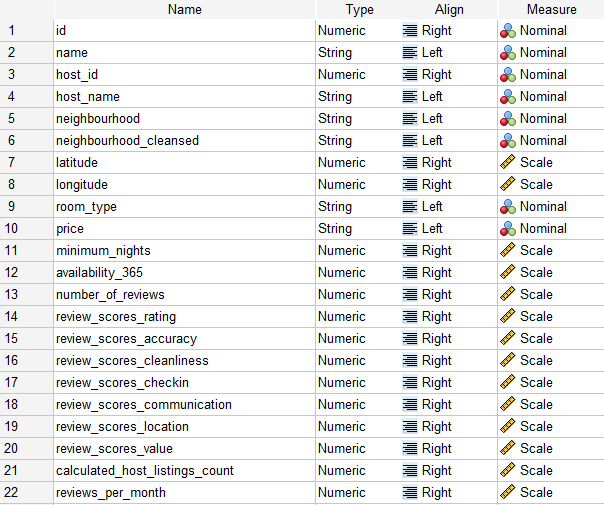 Name Type Align Measure
1 id Numeric Right Nominal
2 name String Left Nominal
3 host_id Numeric Right Nominal
4 host_name String Left Nominal
5 neighbourhood String Left Nominal
6 neighbourhood_cleansed String Left Nominal
7 latitude Numeric Right Scale
8 longitude Numeric Right Scale
9 room_type String Left Nominal
10 price String Left Nominal
11 minimum_nights Numeric Right Scale
12 availability_365 Numeric Right Scale
13 number_of_reviews Numeric Right Scale
14 review_scores_rating Numeric Right Scale
15 review_scores_accuracy Numeric Right Scale
16 review_scores_cleanliness Numeric Right Scale
17 review_scores_checkin Numeric Right Scale
18 review_scores_communication Numeric Right Scale
19 review_scores_location Numeric Right Scale
20 review_scores_value Numeric Right Scale
21 calculated_host_listings_count Numeric Right Scale
22 reviews_per_month Numeric Right Scale